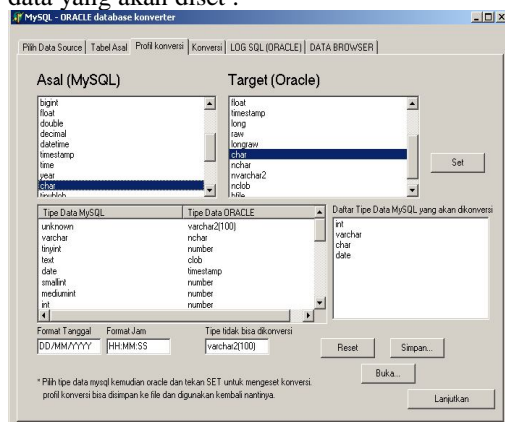 data yang akan diset :
MySQL - ORACLE database konverter
Pilih Data Source Tabel Asal Profil konversi Konversi LOG SQL (ORACLE) DATA BROWSER
Asal (MySQL) Target (Oracle)
bigint
float
double
decimal
datetime
timestamp
time
year
char
tinyblob
float
timestamp
long
raw
longraw
char
nchar
nvarchar2
nclob
bfile
Set
Tipe Data MySQL Tipe Data ORACLE
unknown varchar2(100)
varchar nchar
tinyint number
text clob
date timestamp
smallint number
mediumint number
int number
Daftar Tipe Data MySQL yang akan dikonversi
int
varchar
char
date
Format Tanggal Format Jam Tipe tidak bisa dikonversi
DD/MM/YYYY HH:MM:SS varchar2(100)
Reset Simpan...
Buka...
* Pilih tipe data mysql kemudian oracle dan tekan SET untuk mengeset konversi.
profil konversi bisa disimpan ke file dan digunakan kembali nantinya.
Lanjutkan